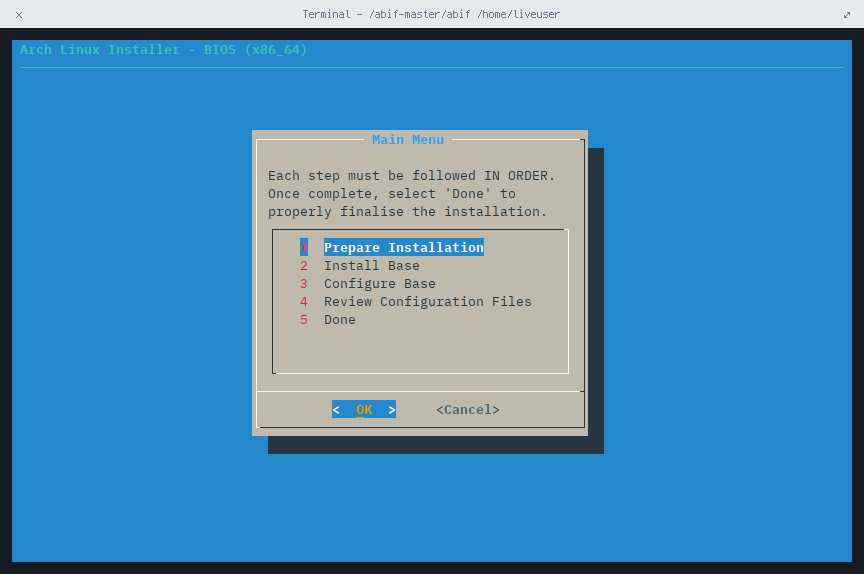 Terminal - /abif-master/abif /home/liveuser
Arch Linux Installer - BIOS (x86_64)
Main Menu
Each step must be followed IN ORDER.
Once complete, select 'Done' to
properly finalise the installation.
1 Prepare Installation
2 Install Base
3 Configure Base
4 Review Configuration Files
5 Done
< OK > <Cancel>